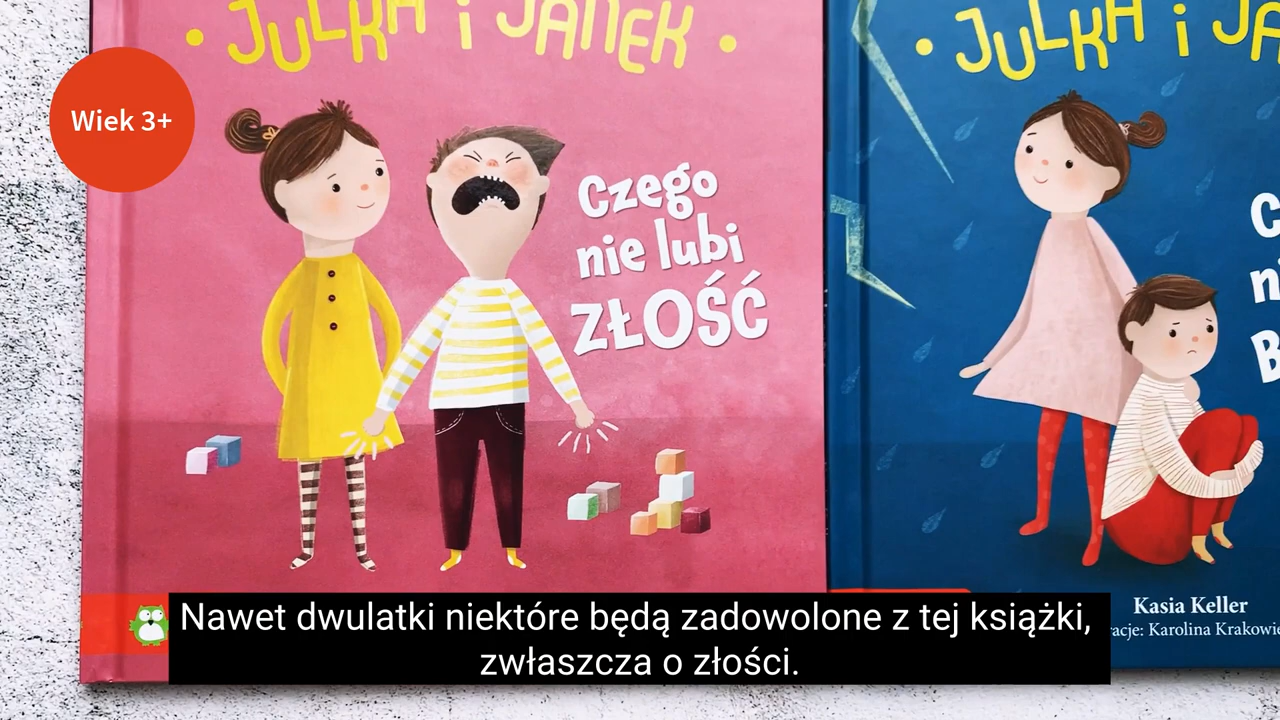 JULKA i JANEK
JULKA i JA
Wiek 3+
Czego
nie lubi
ZŁOŚĆ
Kasia Keller
racje: Karolina Krakowie
Nawet dwulatki niektóre będą zadowolone z tej książki,
zwłaszcza o złości.